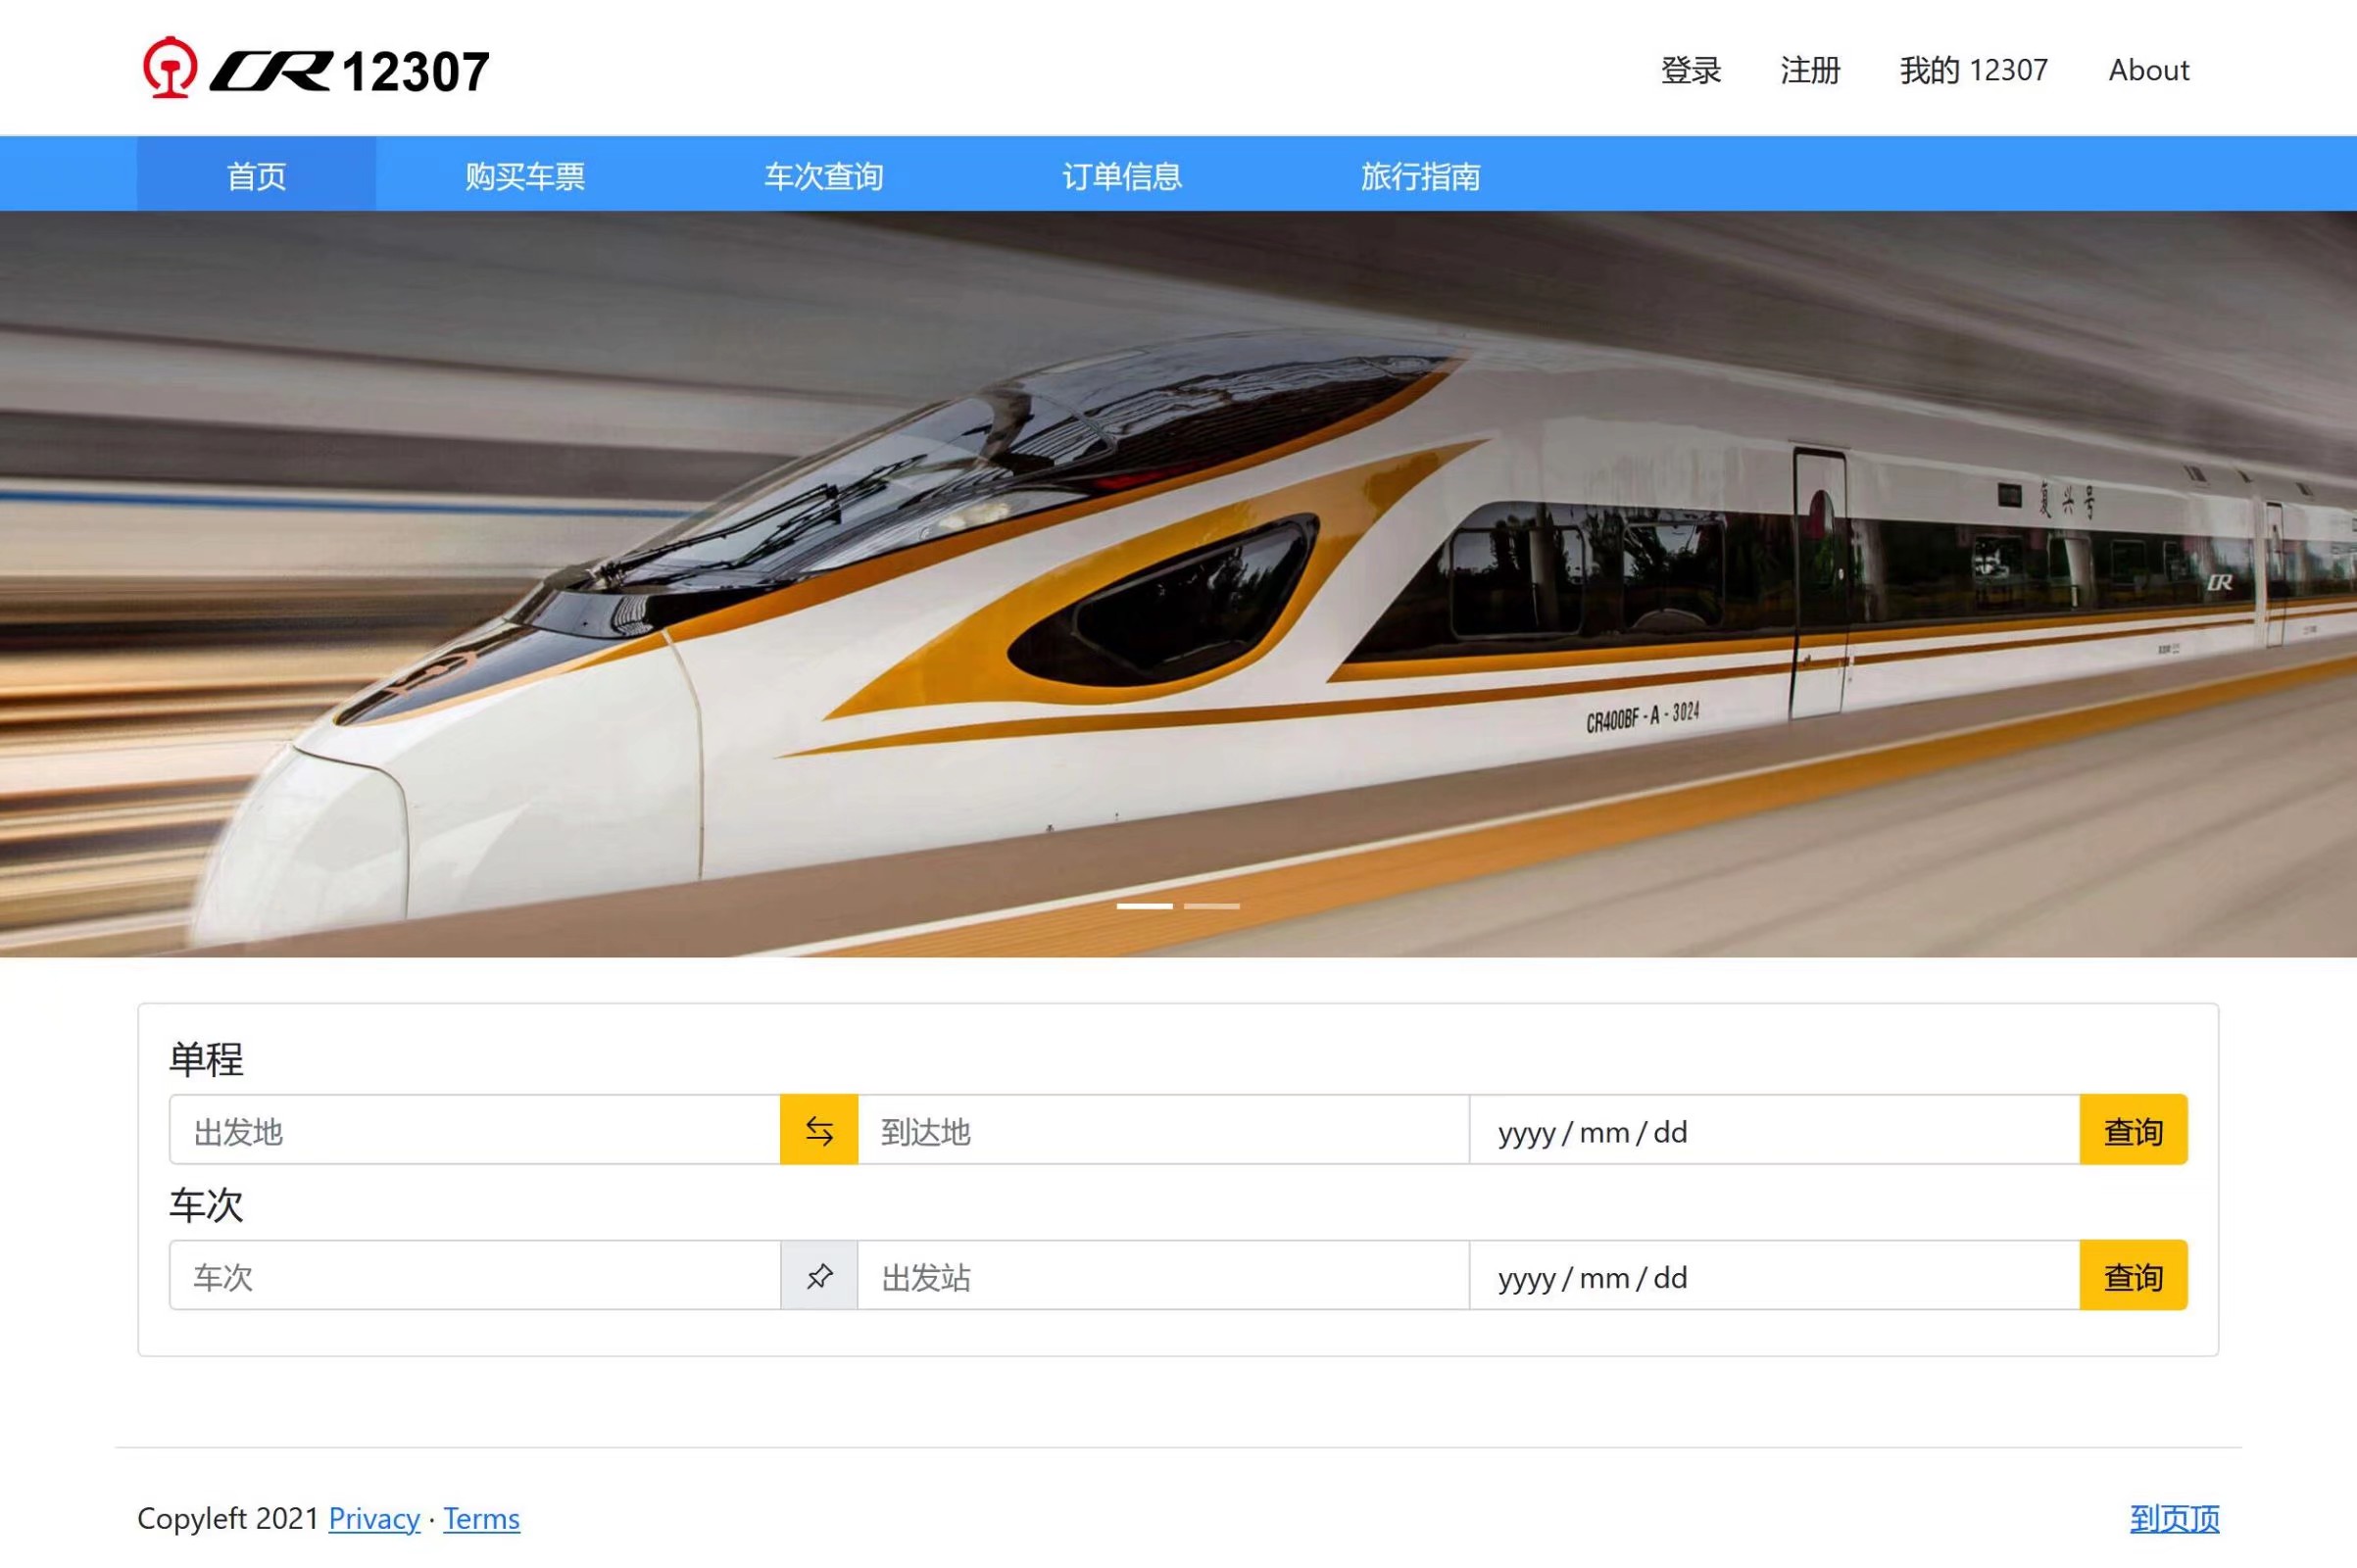 CR 12307
登录 注册 我的 12307 About
首页 购买车票 车次查询 订单信息 旅行指南
复兴号
CR
CR400BF-A-3024
单程
出发地 到达地 yyyy/mm/dd 查询
车次
车次 出发站 yyyy/mm/dd 查询
Copyleft 2021 Privacy · Terms 到页顶